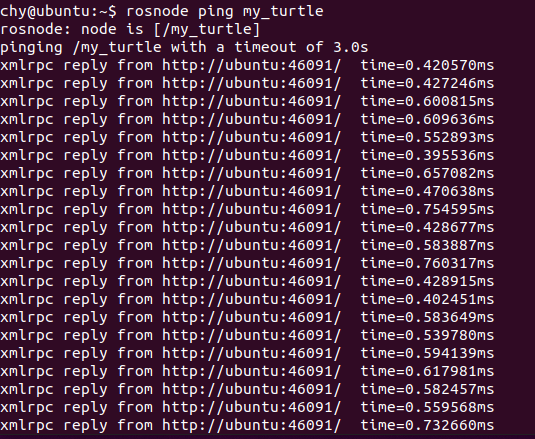 chy@ubuntu:~$ rosnode ping my_turtle
rosnode: node is [/my_turtle]
pinging /my_turtle with a timeout of 3.0s
xmlrpc reply from http://ubuntu:46091/  time=0.420570ms
xmlrpc reply from http://ubuntu:46091/  time=0.427246ms
xmlrpc reply from http://ubuntu:46091/  time=0.600815ms
xmlrpc reply from http://ubuntu:46091/  time=0.609636ms
xmlrpc reply from http://ubuntu:46091/  time=0.552893ms
xmlrpc reply from http://ubuntu:46091/  time=0.395536ms
xmlrpc reply from http://ubuntu:46091/  time=0.657082ms
xmlrpc reply from http://ubuntu:46091/  time=0.470638ms
xmlrpc reply from http://ubuntu:46091/  time=0.754595ms
xmlrpc reply from http://ubuntu:46091/  time=0.428677ms
xmlrpc reply from http://ubuntu:46091/  time=0.583887ms
xmlrpc reply from http://ubuntu:46091/  time=0.760317ms
xmlrpc reply from http://ubuntu:46091/  time=0.428915ms
xmlrpc reply from http://ubuntu:46091/  time=0.402451ms
xmlrpc reply from http://ubuntu:46091/  time=0.583649ms
xmlrpc reply from http://ubuntu:46091/  time=0.539780ms
xmlrpc reply from http://ubuntu:46091/  time=0.594139ms
xmlrpc reply from http://ubuntu:46091/  time=0.617981ms
xmlrpc reply from http://ubuntu:46091/  time=0.582457ms
xmlrpc reply from http://ubuntu:46091/  time=0.559568ms
xmlrpc reply from http://ubuntu:46091/  time=0.732660ms